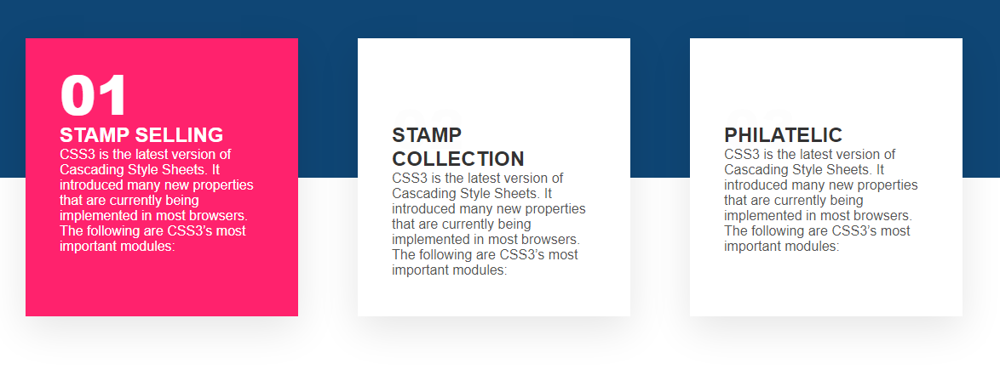 01
STAMP SELLING
CSS3 is the latest version of
Cascading Style Sheets. It
introduced many new properties
that are currently being
implemented in most browsers.
The following are CSS3's most
important modules:
STAMP
COLLECTION
CSS3 is the latest version of
Cascading Style Sheets. It
introduced many new properties
that are currently being
implemented in most browsers.
The following are CSS3's most
important modules:
PHILATELIC
CSS3 is the latest version of
Cascading Style Sheets. It
introduced many new properties
that are currently being
implemented in most browsers.
The following are CSS3's most
important modules: